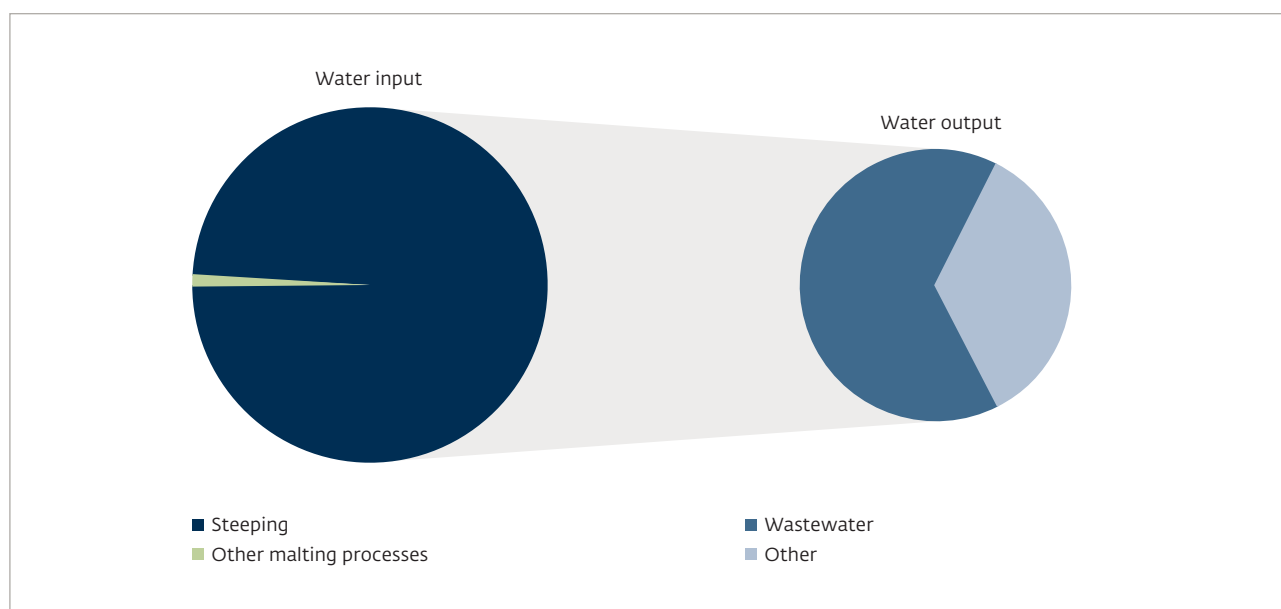 Water input
Water output
Steeping
Other malting processes
Wastewater
Other